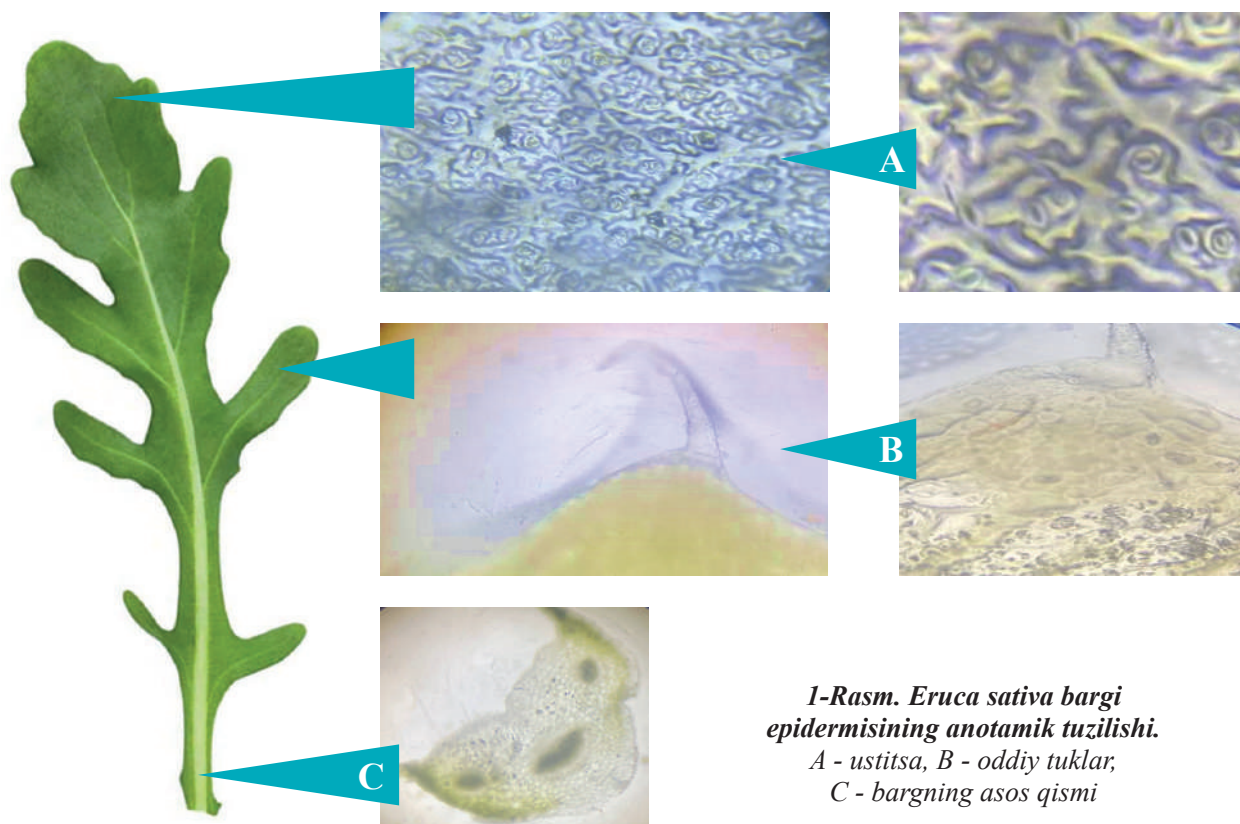 A
B
C
1-Rasm. Eruca sativa bargi
epidermisining anotamik tuzilishi.
A - ustitsa, B - oddiy tuklar,
C - bargning asos qismi